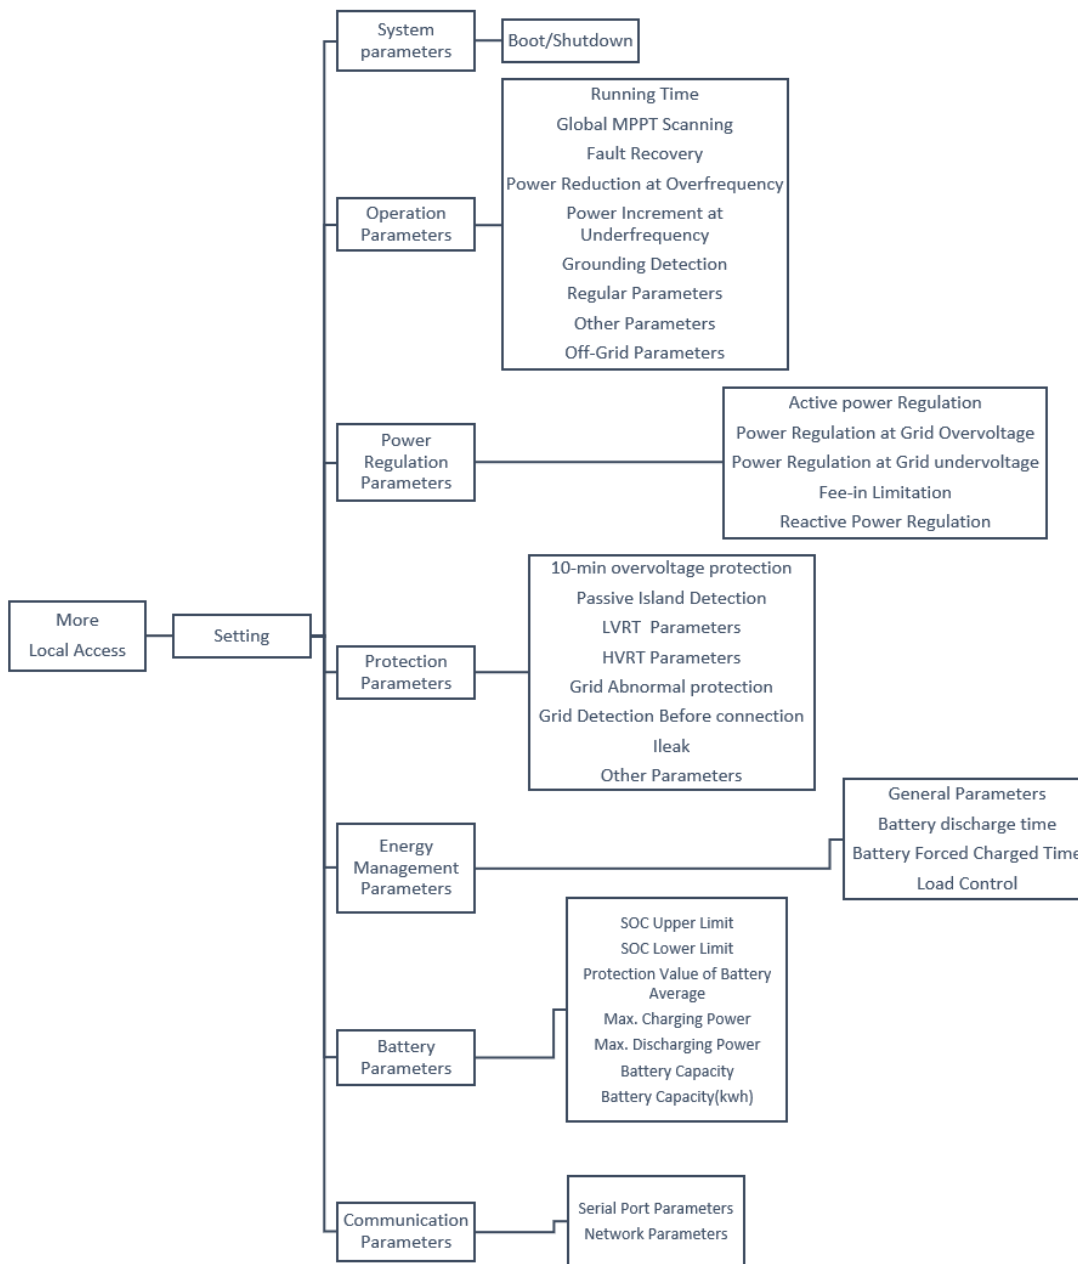 More
Local Access
Setting
System
parameters
Boot/Shutdown
Operation
Parameters
Running Time
Global MPPT Scanning
Fault Recovery
Power Reduction at Overfrequency
Power Increment at
Underfrequency
Grounding Detection
Regular Parameters
Other Parameters
Off-Grid Parameters
Power
Regulation
Parameters
Active power Regulation
Power Regulation at Grid Overvoltage
Power Regulation at Grid undervoltage
Fee-in Limitation
Reactive Power Regulation
Protection
Parameters
10-min overvoltage protection
Passive Island Detection
LVRT Parameters
HVRT Parameters
Grid Abnormal protection
Grid Detection Before connection
Ileak
Other Parameters
Energy
Management
Parameters
General Parameters
Battery discharge time
Battery Forced Charged Time
Load Control
Battery
Parameters
SOC Upper Limit
SOC Lower Limit
Protection Value of Battery
Average
Max. Charging Power
Max. Discharging Power
Battery Capacity
Battery Capacity(kwh)
Communication
Parameters
Serial Port Parameters
Network Parameters